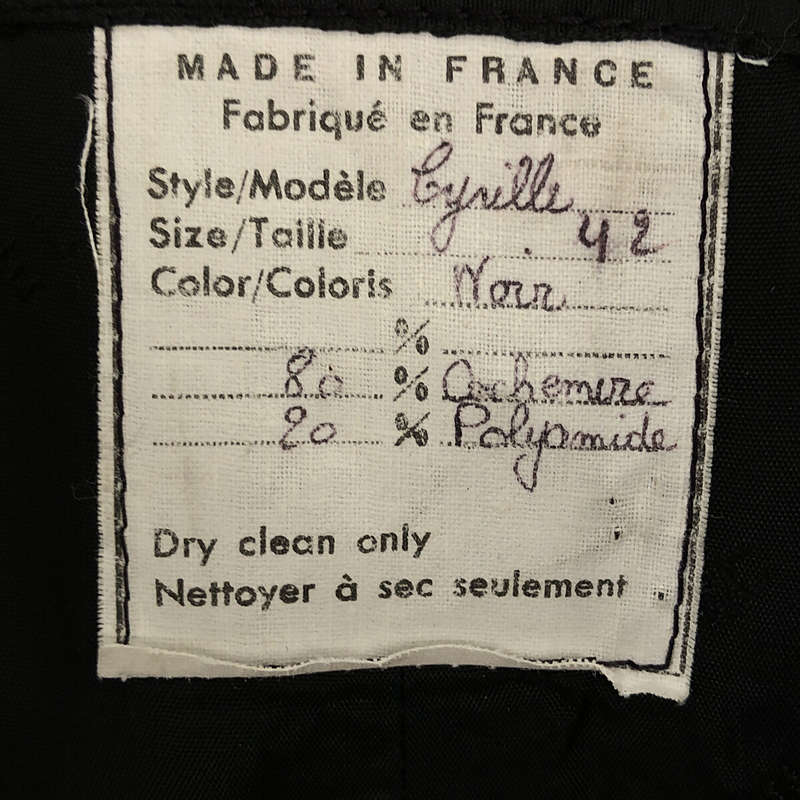 MADE IN FRANCE
Fabriqué en France
Style/Modèle Cyrille
Size/Taille 42
Color/Coloris Noir
%
80 % Cachemire
20 % Polyamide
Dry clean only
Nettoyer à sec seulement